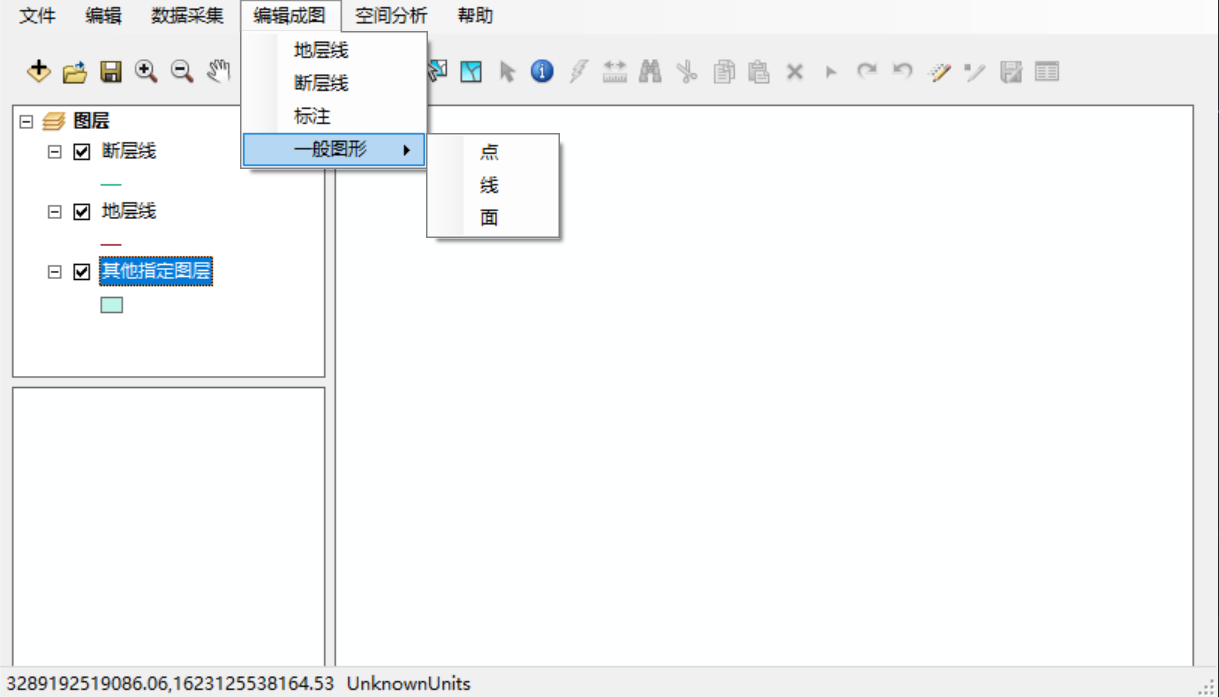 文件 编辑 数据采集 编辑成图 空间分析 帮助
地层线
断层线
标注
一般图形
点
线
面
图层
断层线
地层线
其他指定图层
3289192519086.06,1623125538164.53 UnknownUnits